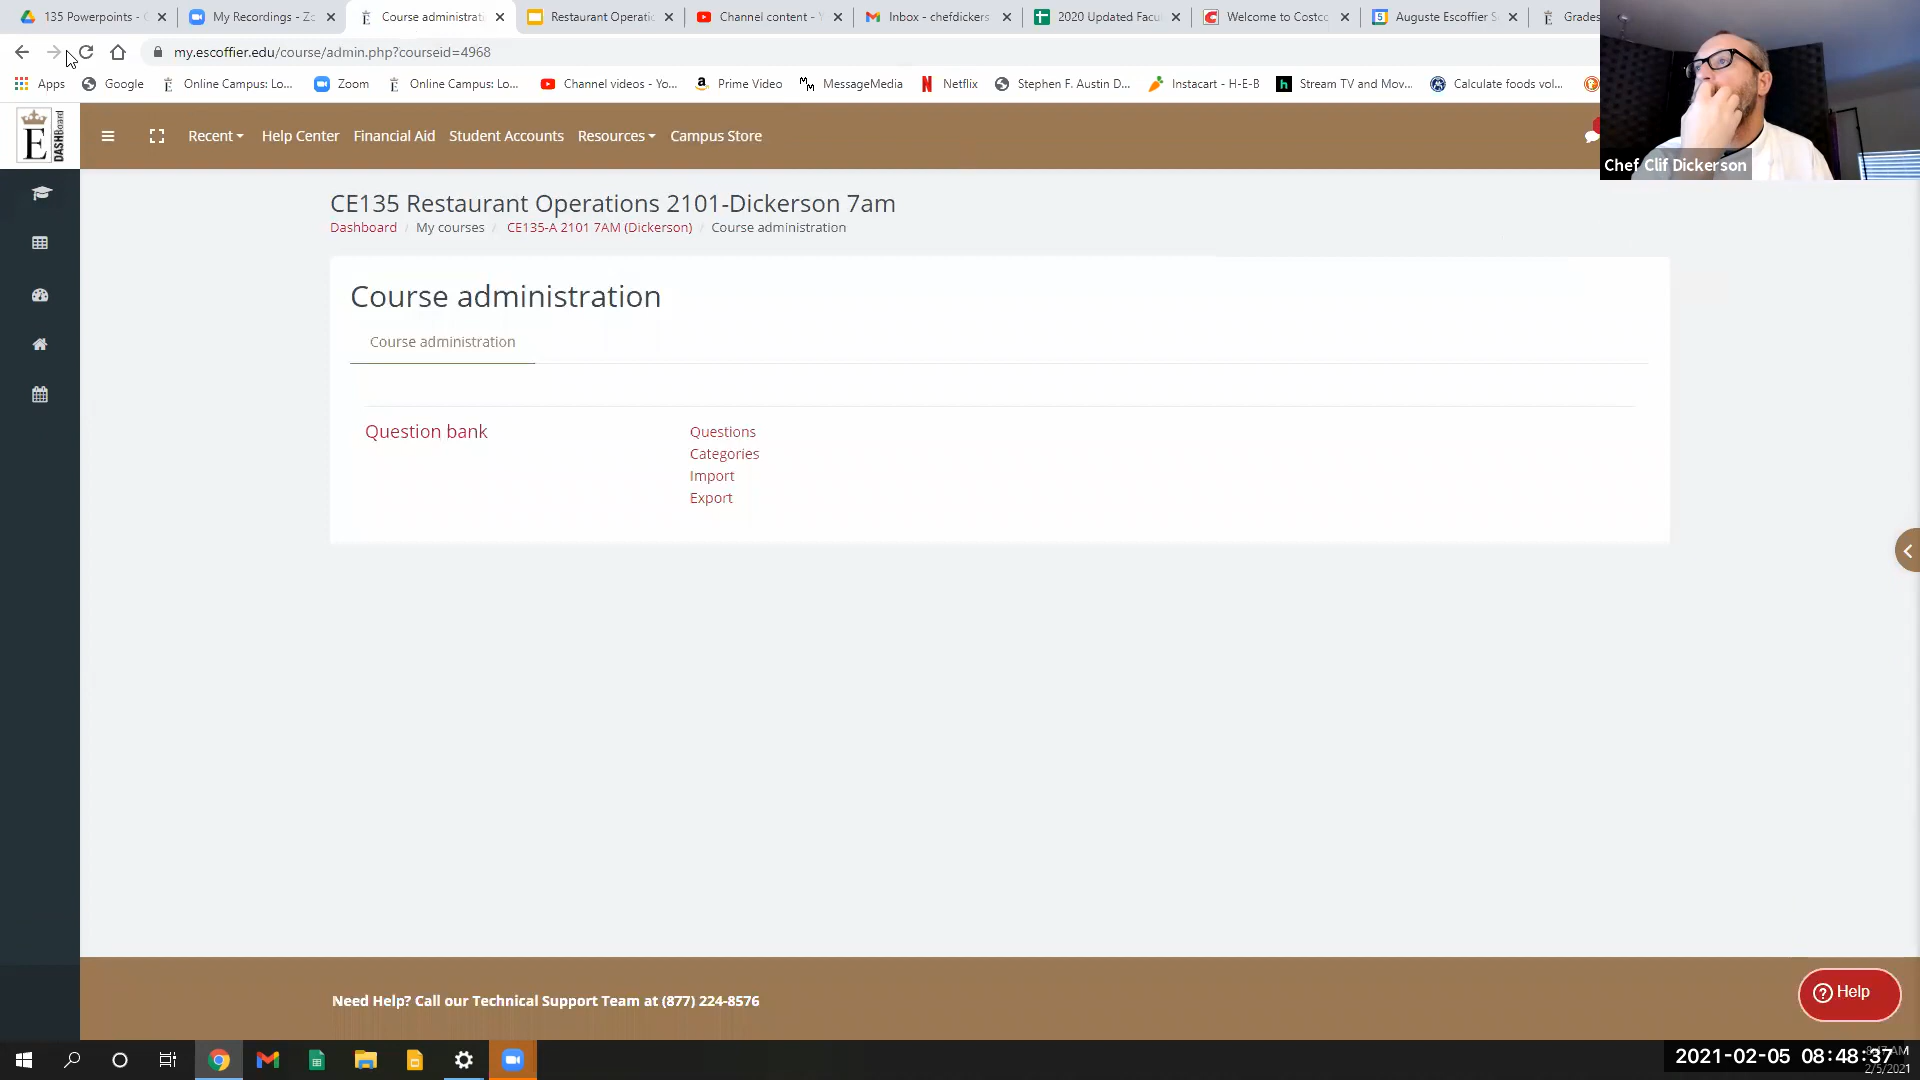 135 Powerpoints -
My Recordings - Zo
Course administrati
Restaurant Operatio
Channel content -
Inbox - chefdickers
2020 Updated Facu
Welcome to Costco
Auguste Escoffier S
Grades
my.escoffier.edu/course/admin.php?courseid=4968
Apps
Google
Online Campus: Lo...
Zoom
Online Campus: Lo...
Channel videos - Yo...
Prime Video
MessageMedia
Netflix
Stephen F. Austin D...
Instacart - H-E-B
Stream TV and Mov...
Calculate foods vol...
Chef Clif Dickerson
E DASHBoard
Recent
Help Center
Financial Aid
Student Accounts
Resources
Campus Store
CE135 Restaurant Operations 2101-Dickerson 7am
Dashboard / My courses / CE135-A 2101 7AM (Dickerson) / Course administration
Course administration
Course administration
Question bank
Questions
Categories
Import
Export
Need Help? Call our Technical Support Team at (877) 224-8576
Help
2021-02-05 08:48:37
2/5/2021